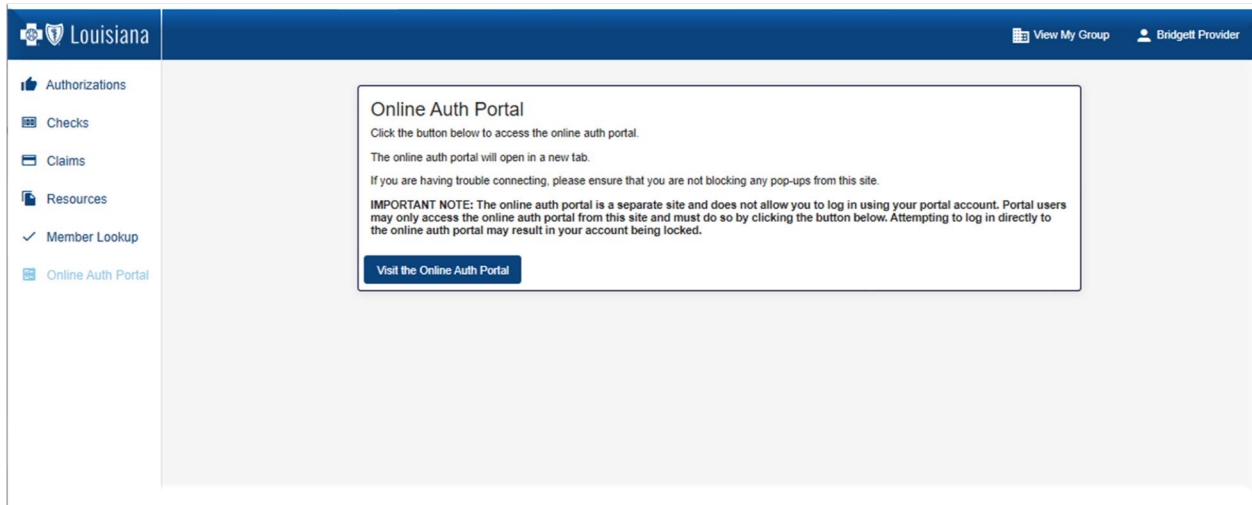 Louisiana
View My Group
Bridgett Provider
Authorizations
Checks
Claims
Resources
Member Lookup
Online Auth Portal
Online Auth Portal
Click the button below to access the online auth portal.
The online auth portal will open in a new tab.
If you are having trouble connecting, please ensure that you are not blocking any pop-ups from this site.
IMPORTANT NOTE: The online auth portal is a separate site and does not allow you to log in using your portal account. Portal users
may only access the online auth portal from this site and must do so by clicking the button below. Attempting to log in directly to
the online auth portal may result in your account being locked.
Visit the Online Auth Portal